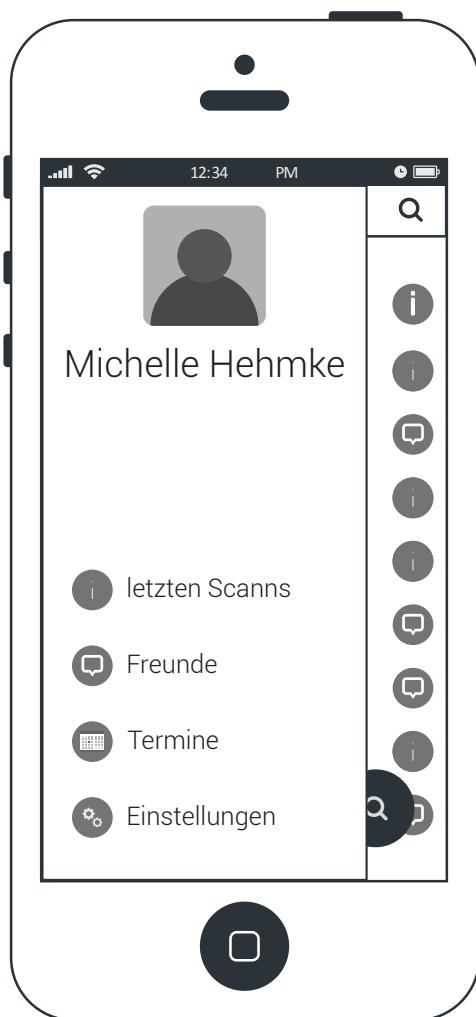 12:34 PM
Michelle Hehmke
letzten Scanns
Freunde
Termine
Einstellungen